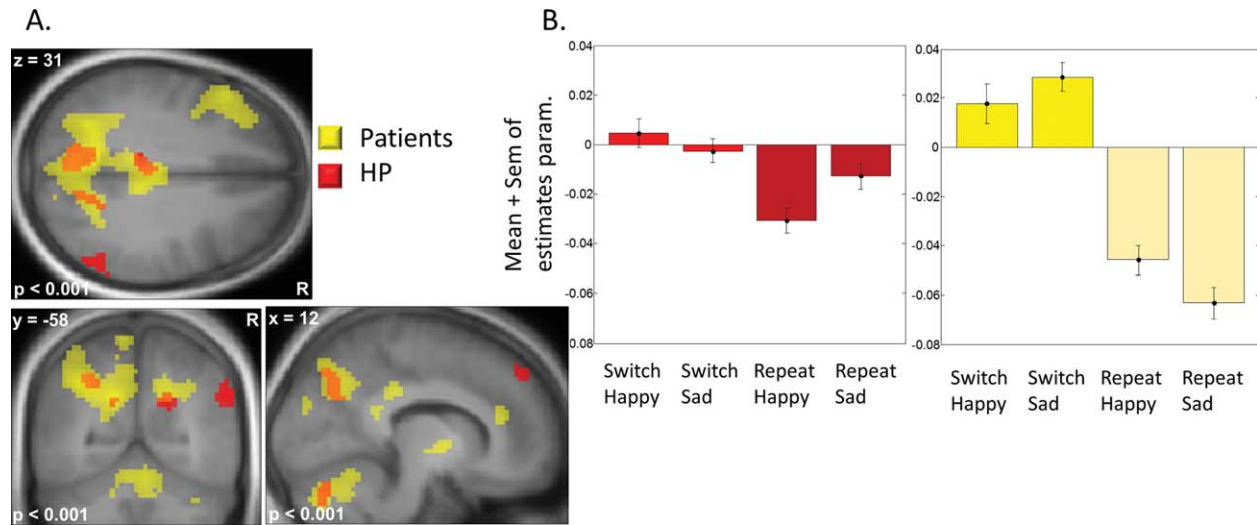 A.
z = 31
p < 0.001
R
Patients
HP
y = -58
R
p < 0.001
x = 12
p < 0.001
B.
Mean + Sem of
estimates param.
0.04
0.02
0
-0.02
-0.04
-0.06
0.08
Switch
Happy
Switch
Sad
Repeat
Happy
Repeat
Sad
0.04
0.02
0
-0.02
-0.04
-0.06
-0.08
Switch
Happy
Switch
Sad
Repeat
Happy
Repeat
Sad